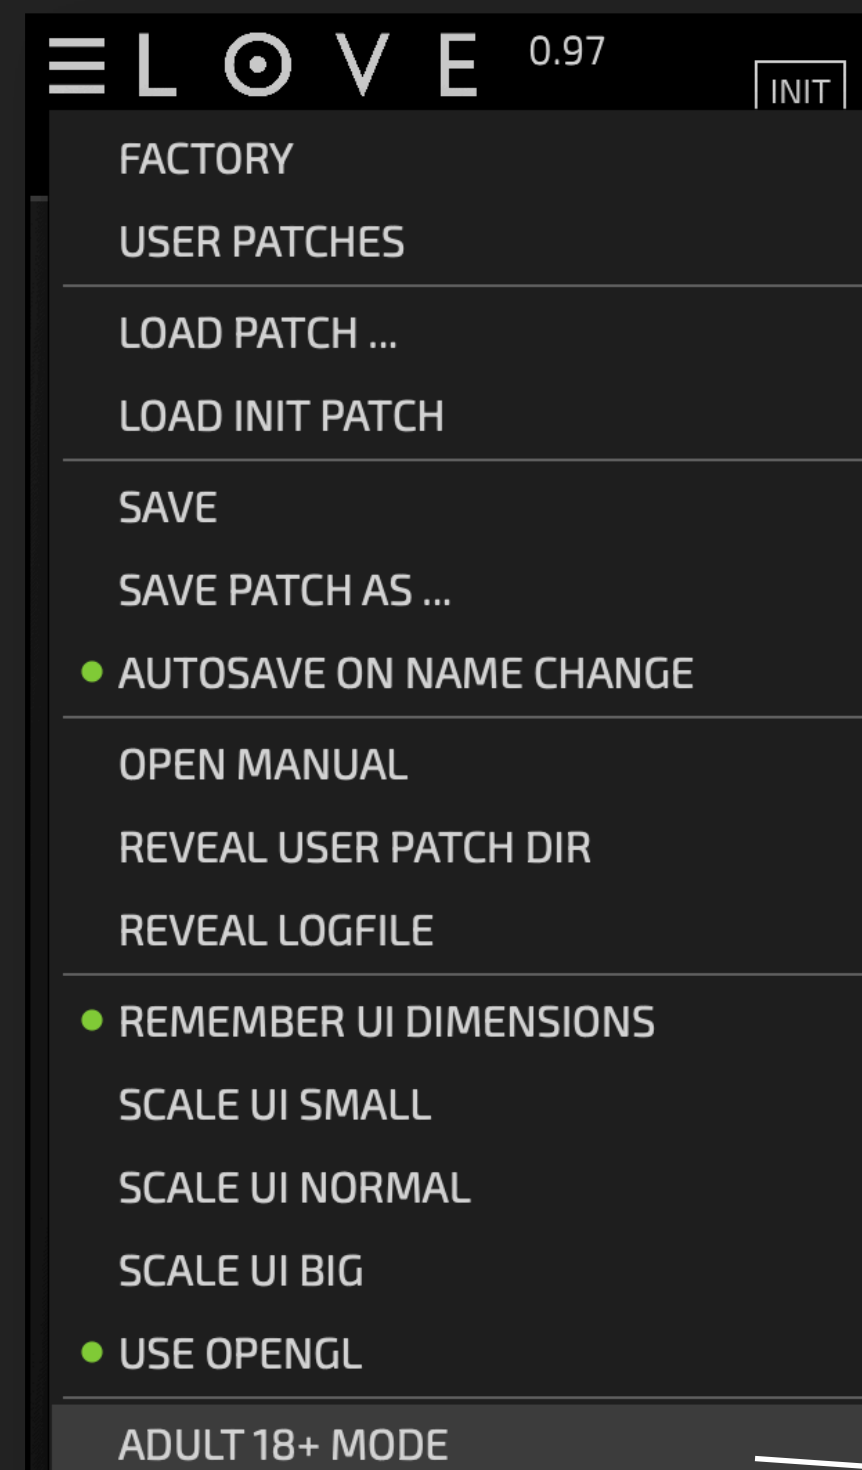 LOVE 0.97
INIT
FACTORY
USER PATCHES
LOAD PATCH ...
LOAD INIT PATCH
SAVE
SAVE PATCH AS ...
AUTOSAVE ON NAME CHANGE
OPEN MANUAL
REVEAL USER PATCH DIR
REVEAL LOGFILE
REMEMBER UI DIMENSIONS
SCALE UI SMALL
SCALE UI NORMAL
SCALE UI BIG
USE OPENGL
ADULT 18+ MODE